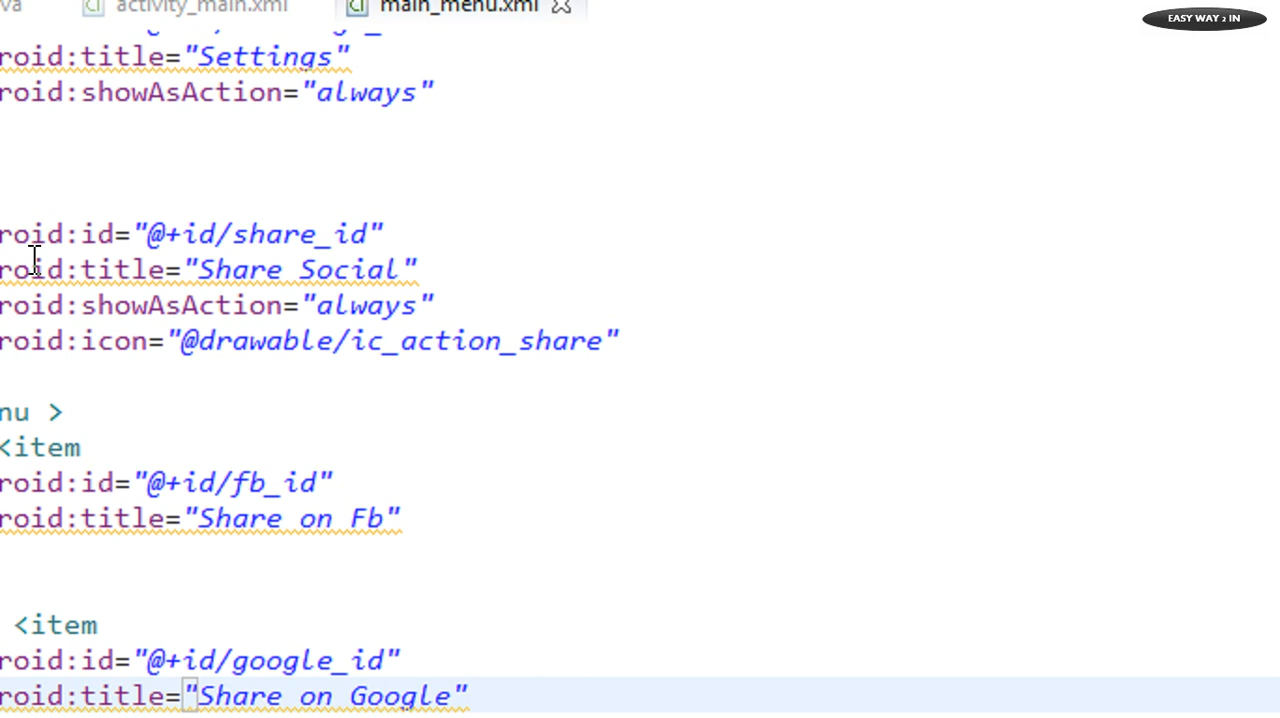 va activity_main.xml main_menu.xml
EASY WAY 2 IN
roid:title="Settings"
roid:showAsAction="always"
roid:id="@+id/share_id"
roid:title="Share Social"
roid:showAsAction="always"
roid:icon="@drawable/ic_action_share"
nu >
<item
roid:id="@+id/fb_id"
roid:title="Share on Fb"
<item
roid:id="@+id/google_id"
roid:title="Share on Google"